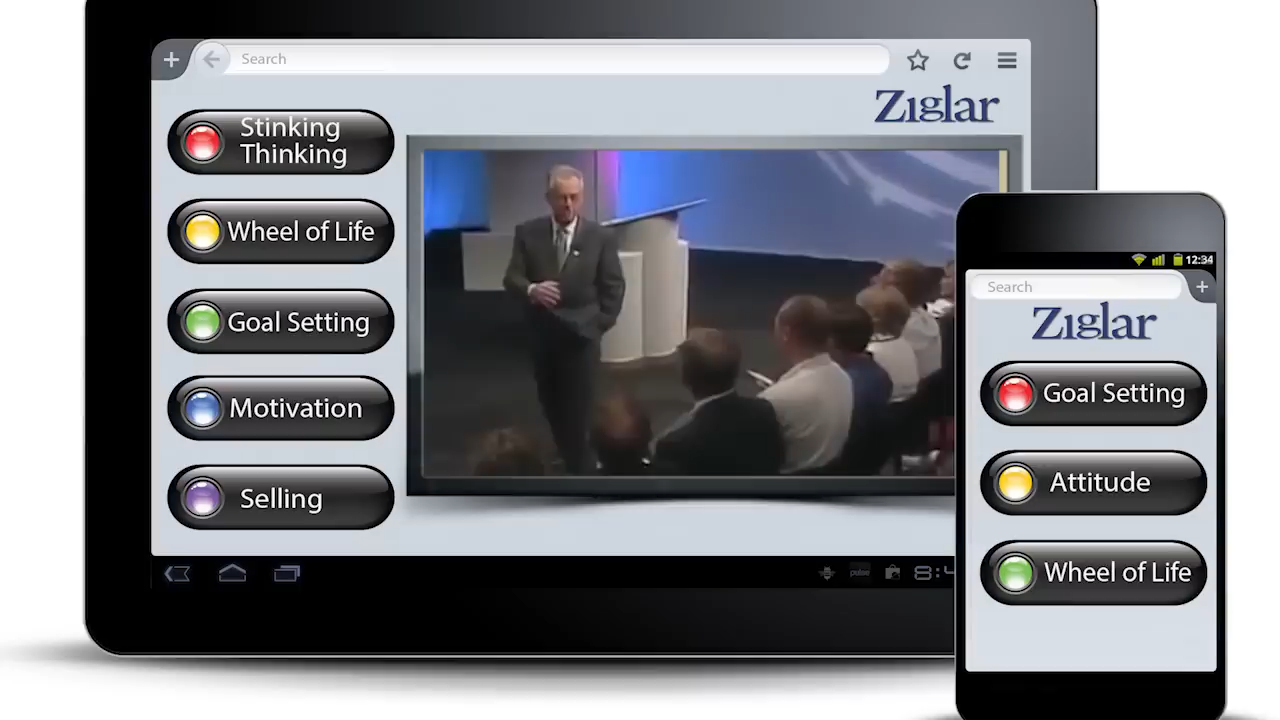 Search
Ziglar
Stinking
Thinking
Wheel of Life
Goal Setting
Motivation
Selling
pulse
12:34
Search
Ziglar
Goal Setting
Attitude
Wheel of Life